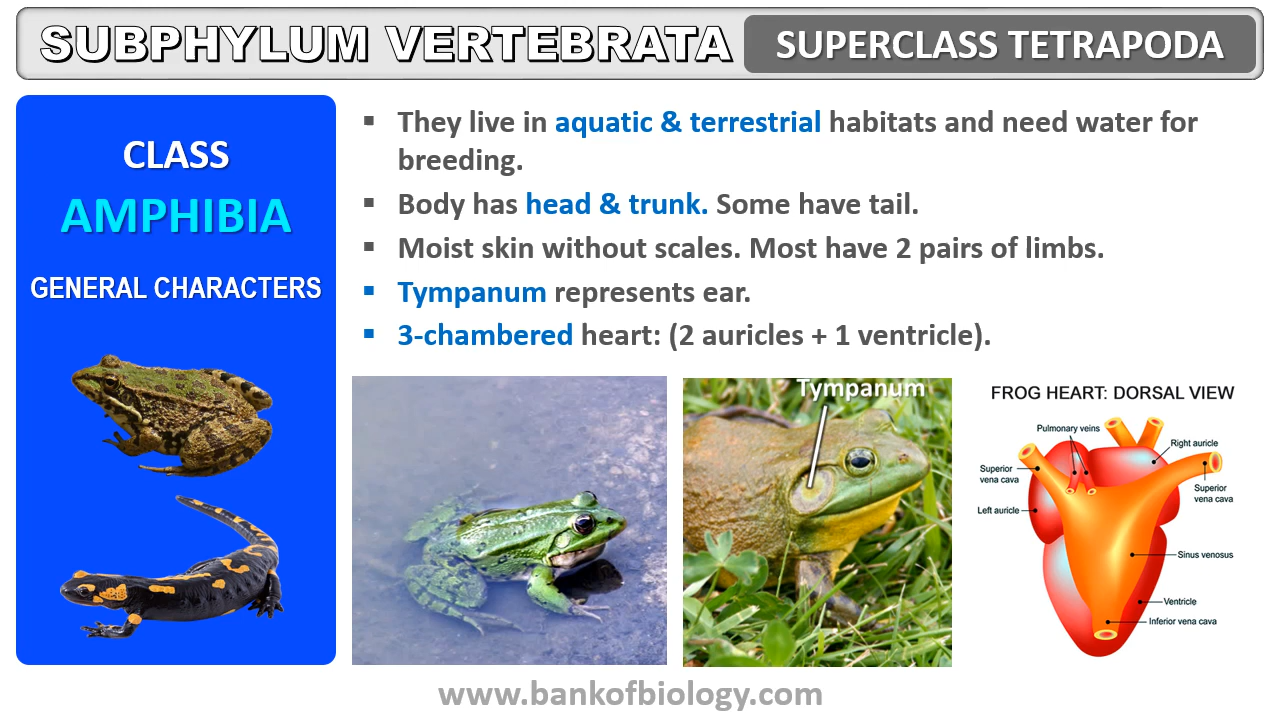 SUBPHYLUM VERTEBRATA
SUPERCLASS TETRAPODA
CLASS
AMPHIBIA
GENERAL CHARACTERS
▪ They live in aquatic & terrestrial habitats and need water for
breeding.
▪ Body has head & trunk. Some have tail.
▪ Moist skin without scales. Most have 2 pairs of limbs.
▪ Tympanum represents ear.
▪ 3-chambered heart: (2 auricles + 1 ventricle).
Tympanum
FROG HEART: DORSAL VIEW
Pulmonary veins
Right auricle
Superior
vena cava
Superior
vena cava
Left auricle
Sinus venosus
Ventricle
Inferior vena cava
www.bankofbiology.com